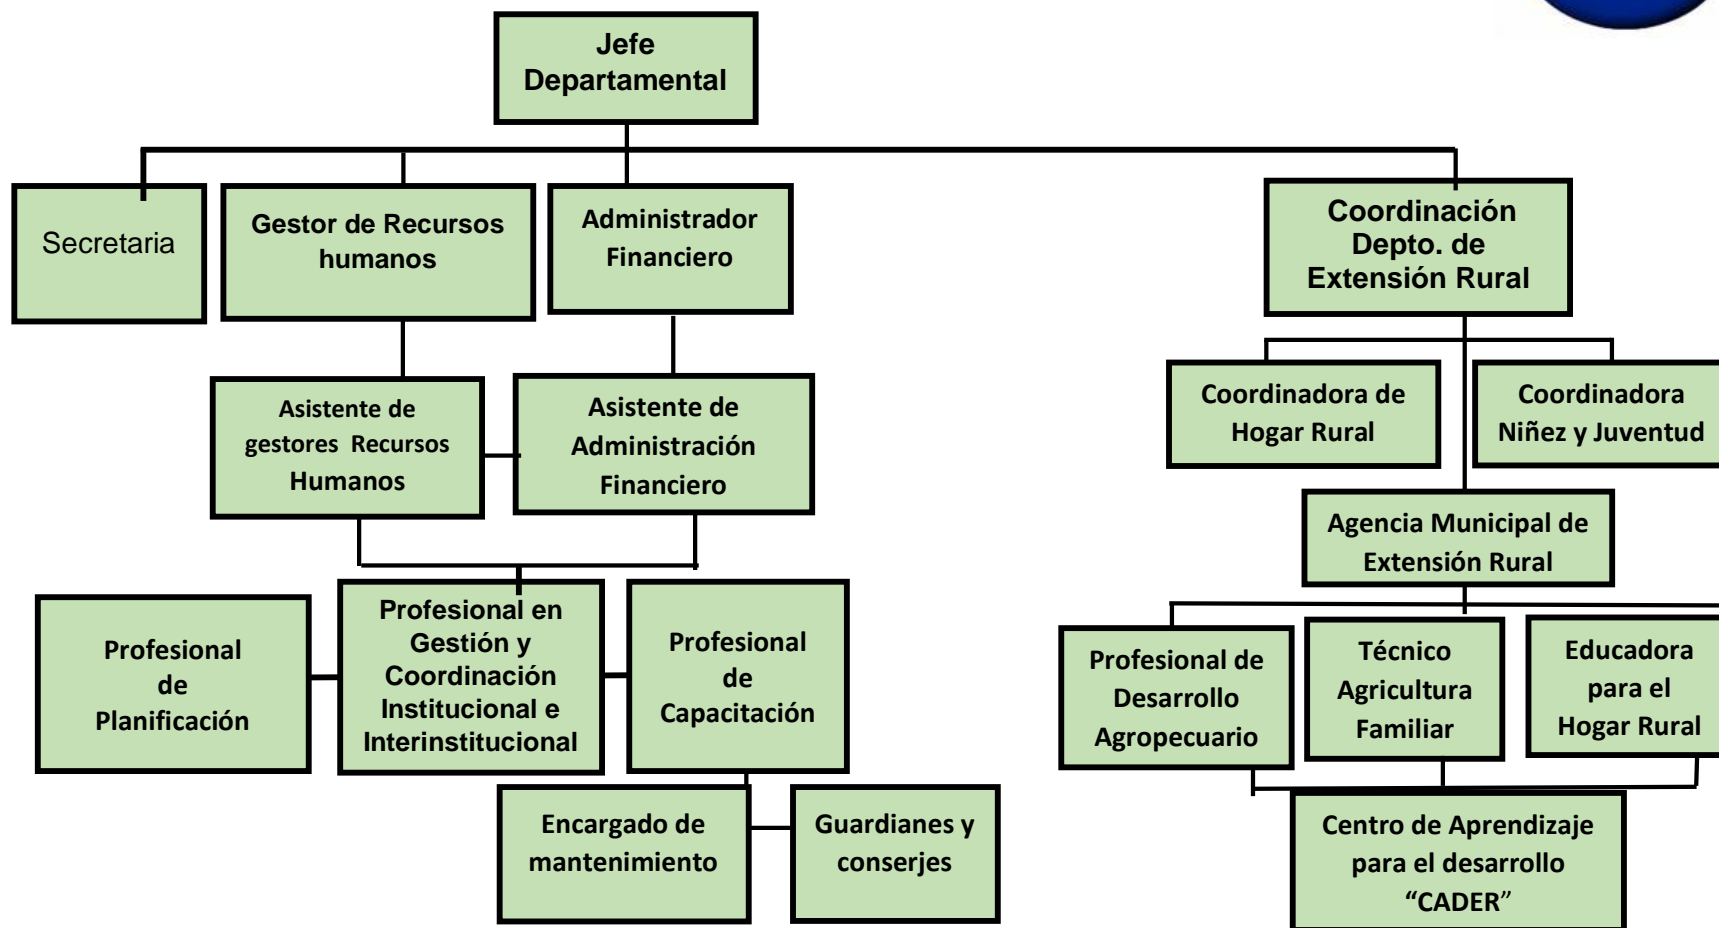 Jefe
Departamental
Secretaria
Gestor de Recursos
humanos
Administrador
Financiero
Coordinación
Depto. de
Extensión Rural
Asistente de
gestores Recursos
Humanos
Asistente de
Administración
Financiero
Coordinadora de
Hogar Rural
Coordinadora
Niñez y Juventud
Agencia Municipal de
Extensión Rural
Profesional
de
Planificación
Profesional en
Gestión y
Coordinación
Institucional e
Interinstitucional
Profesional
de
Capacitación
Profesional de
Desarrollo
Agropecuario
Técnico
Agricultura
Familiar
Educadora
para el
Hogar Rural
Encargado de
mantenimiento
Guardianes y
conserjes
Centro de Aprendizaje
para el desarrollo
“CADER”